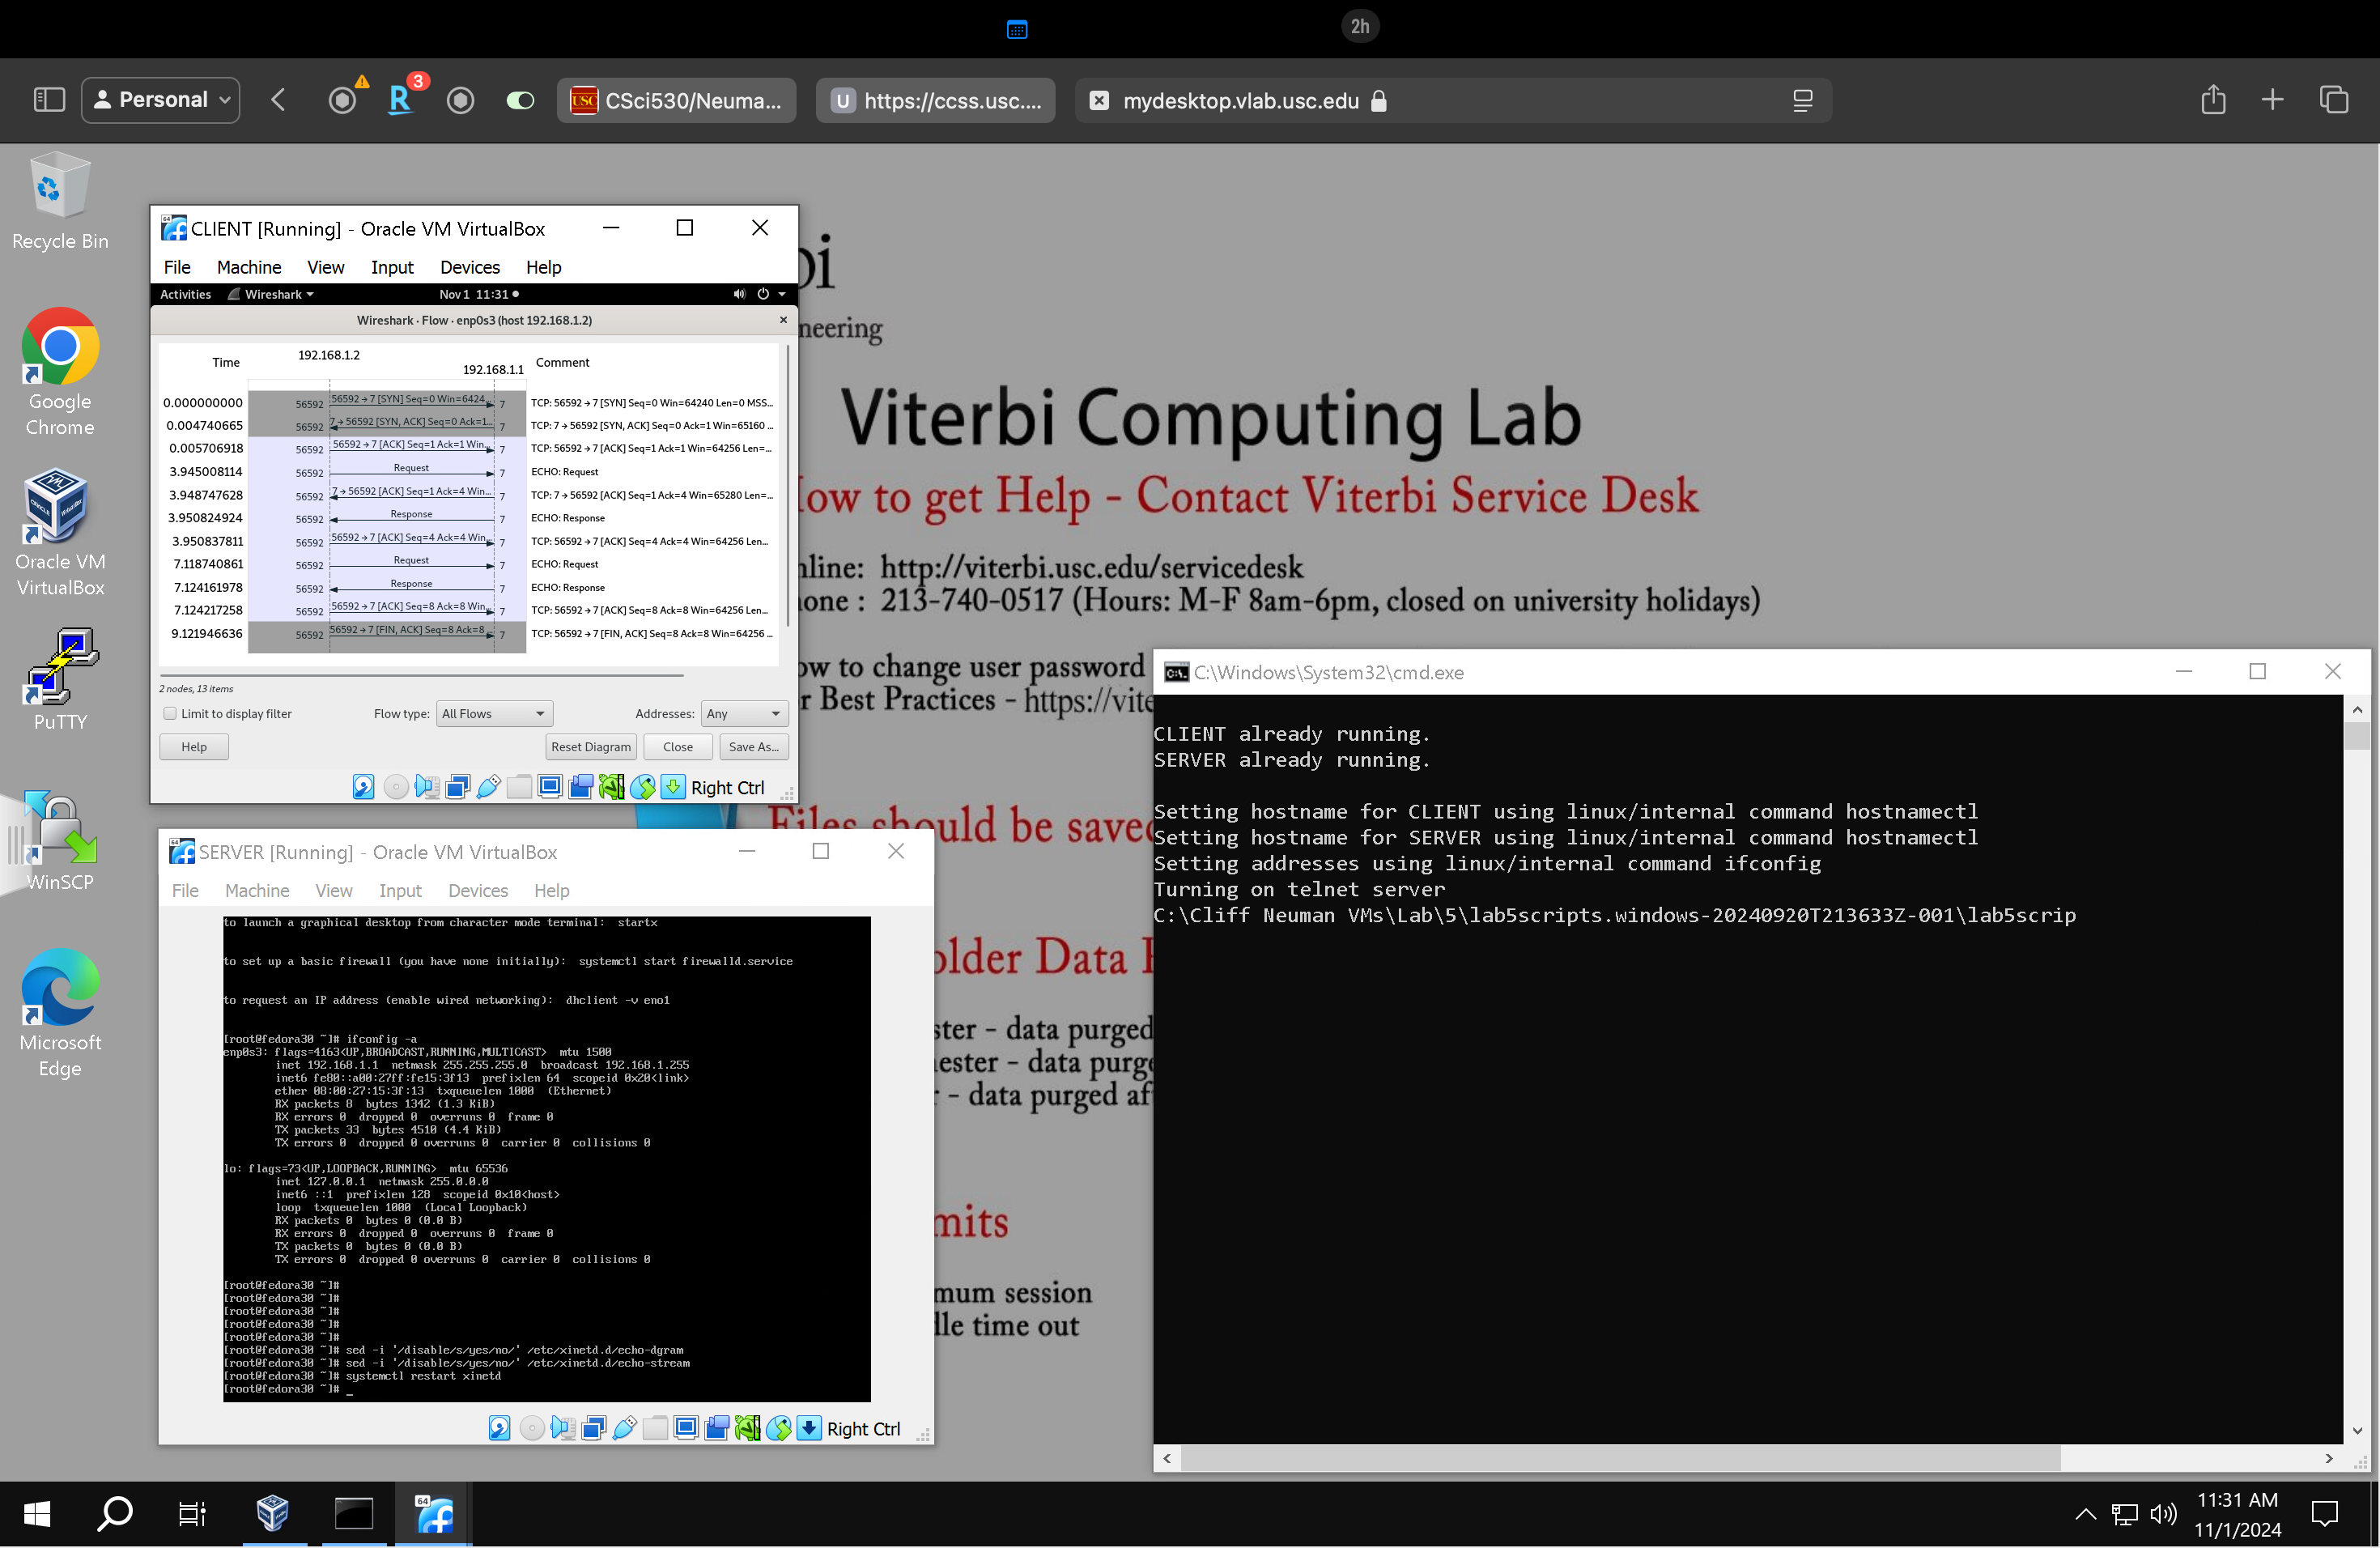 2h
Personal
3
CSci530/Neuma...
https://ccss.usc....
mydesktop.vlab.usc.edu
Recycle Bin
Google
Chrome
Oracle VM
VirtualBox
PuTTY
WinSCP
Microsoft
Edge
CLIENT [Running] - Oracle VM VirtualBox
File Machine View Input Devices Help
Activities Wireshark Nov 1 11:31
Wireshark · Flow · enp0s3 (host 192.168.1.2)
Time 192.168.1.2 192.168.1.1 Comment
0.000000000 56592 56592 → 7 [SYN] Seq=0 Win=6424 7 TCP: 56592 → 7 [SYN] Seq=0 Win=64240 Len=0 MSS...
0.004740665 56592 7 → 56592 [SYN, ACK] Seq=0 Ack=1... 7 TCP: 7 → 56592 [SYN, ACK] Seq=0 Ack=1 Win=65160 ...
0.005706918 56592 56592 → 7 [ACK] Seq=1 Ack=1 Win... 7 TCP: 56592 → 7 [ACK] Seq=1 Ack=1 Win=64256 Len=...
3.945008114 56592 Request 7 ECHO: Request
3.948747628 56592 7 → 56592 [ACK] Seq=1 Ack=4 Win... 7 TCP: 7 → 56592 [ACK] Seq=1 Ack=4 Win=65280 Len=...
3.950824924 56592 Response 7 ECHO: Response
3.950837811 56592 56592 → 7 [ACK] Seq=4 Ack=4 Win... 7 TCP: 56592 → 7 [ACK] Seq=4 Ack=4 Win=64256 Len...
7.118740861 56592 Request 7 ECHO: Request
7.124161978 56592 Response 7 ECHO: Response
7.124217258 56592 56592 → 7 [ACK] Seq=8 Ack=8 Win... 7 TCP: 56592 → 7 [ACK] Seq=8 Ack=8 Win=64256 Len...
9.121946636 56592 56592 → 7 [FIN, ACK] Seq=8 Ack=8 7 TCP: 56592 → 7 [FIN, ACK] Seq=8 Ack=8 Win=64256 ...
2 nodes, 13 items
Limit to display filter Flow type: All Flows Addresses: Any
Help Reset Diagram Close Save As...
Right Ctrl
bi
neering
Viterbi Computing Lab
How to get Help - Contact Viterbi Service Desk
nline: http://viterbi.usc.edu/servicedesk
one : 213-740-0517 (Hours: M-F 8am-6pm, closed on university holidays)
ow to change user password
r Best Practices - https://vite
Files should be saved
older Data
ster - data purged
ester - data purge
r - data purged af
mits
mum session
dle time out
SERVER [Running] - Oracle VM VirtualBox
File Machine View Input Devices Help
to launch a graphical desktop from character mode terminal: startx
to set up a basic firewall (you have none initially): systemctl start firewalld.service
to request an IP address (enable wired networking): dhclient -v eno1
[root@fedora30 ~]# ifconfig -a
enp0s3: flags=4163<UP,BROADCAST,RUNNING,MULTICAST> mtu 1500
inet 192.168.1.1 netmask 255.255.255.0 broadcast 192.168.1.255
inet6 fe80::a00:27ff:fe15:3f13 prefixlen 64 scopeid 0x20<link>
ether 08:00:27:15:3f:13 txqueuelen 1000 (Ethernet)
RX packets 8 bytes 1342 (1.3 KiB)
RX errors 0 dropped 0 overruns 0 frame 0
TX packets 33 bytes 4510 (4.4 KiB)
TX errors 0 dropped 0 overruns 0 carrier 0 collisions 0
lo: flags=73<UP,LOOPBACK,RUNNING> mtu 65536
inet 127.0.0.1 netmask 255.0.0.0
inet6 ::1 prefixlen 128 scopeid 0x10<host>
loop txqueuelen 1000 (Local Loopback)
RX packets 0 bytes 0 (0.0 B)
RX errors 0 dropped 0 overruns 0 frame 0
TX packets 0 bytes 0 (0.0 B)
TX errors 0 dropped 0 overruns 0 carrier 0 collisions 0
[root@fedora30 ~]#
[root@fedora30 ~]#
[root@fedora30 ~]#
[root@fedora30 ~]#
[root@fedora30 ~]#
[root@fedora30 ~]# sed -i '/disable/s/yes/no/' /etc/xinetd.d/echo-dgram
[root@fedora30 ~]# sed -i '/disable/s/yes/no/' /etc/xinetd.d/echo-stream
[root@fedora30 ~]# systemctl restart xinetd
[root@fedora30 ~]# _
Right Ctrl
C:\Windows\System32\cmd.exe
CLIENT already running.
SERVER already running.
Setting hostname for CLIENT using linux/internal command hostnamectl
Setting hostname for SERVER using linux/internal command hostnamectl
Setting addresses using linux/internal command ifconfig
Turning on telnet server
C:\Cliff Neuman VMs\Lab\5\lab5scripts.windows-20240920T213633Z-001\lab5scrip
11:31 AM
11/1/2024